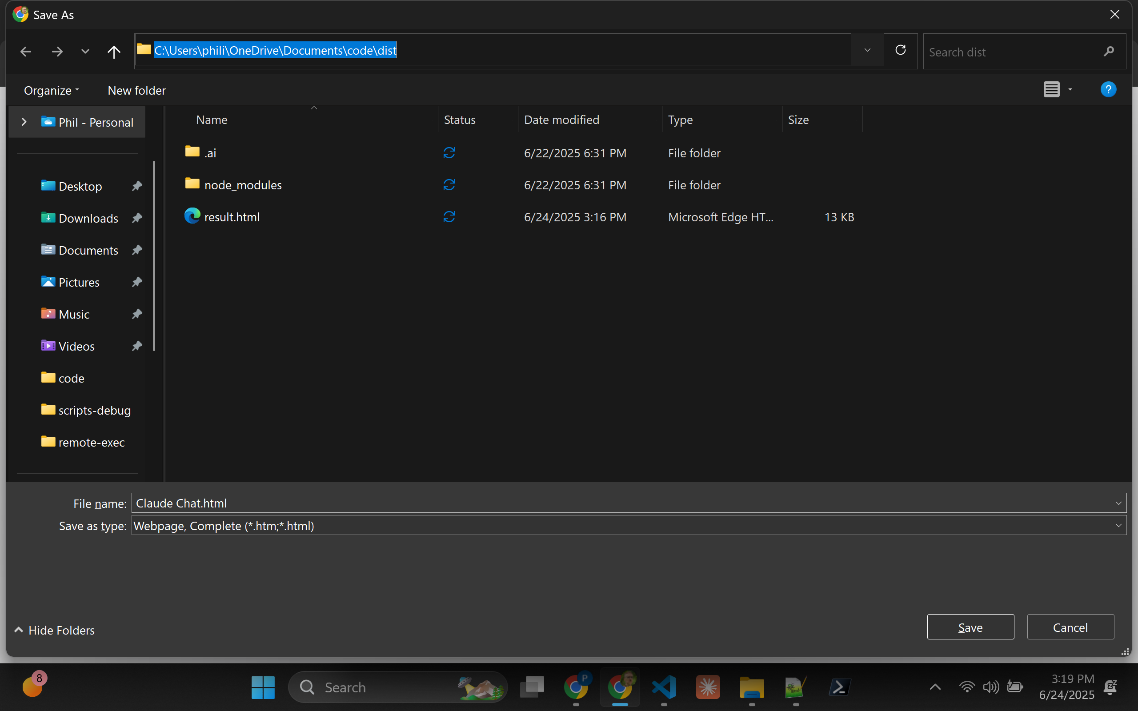 Save As
C:\Users\phili\OneDrive\Documents\code\dist
Search dist
Organize
New folder
Phil - Personal
Desktop
Downloads
Documents
Pictures
Music
Videos
code
scripts-debug
remote-exec
Name Status Date modified Type Size
.ai 6/22/2025 6:31 PM File folder
node_modules 6/22/2025 6:31 PM File folder
result.html 6/24/2025 3:16 PM Microsoft Edge HT... 13 KB
File name: Claude Chat.html
Save as type: Webpage, Complete (*.htm;*.html)
Hide Folders
Save
Cancel
8
Search
P
3:19 PM
6/24/2025